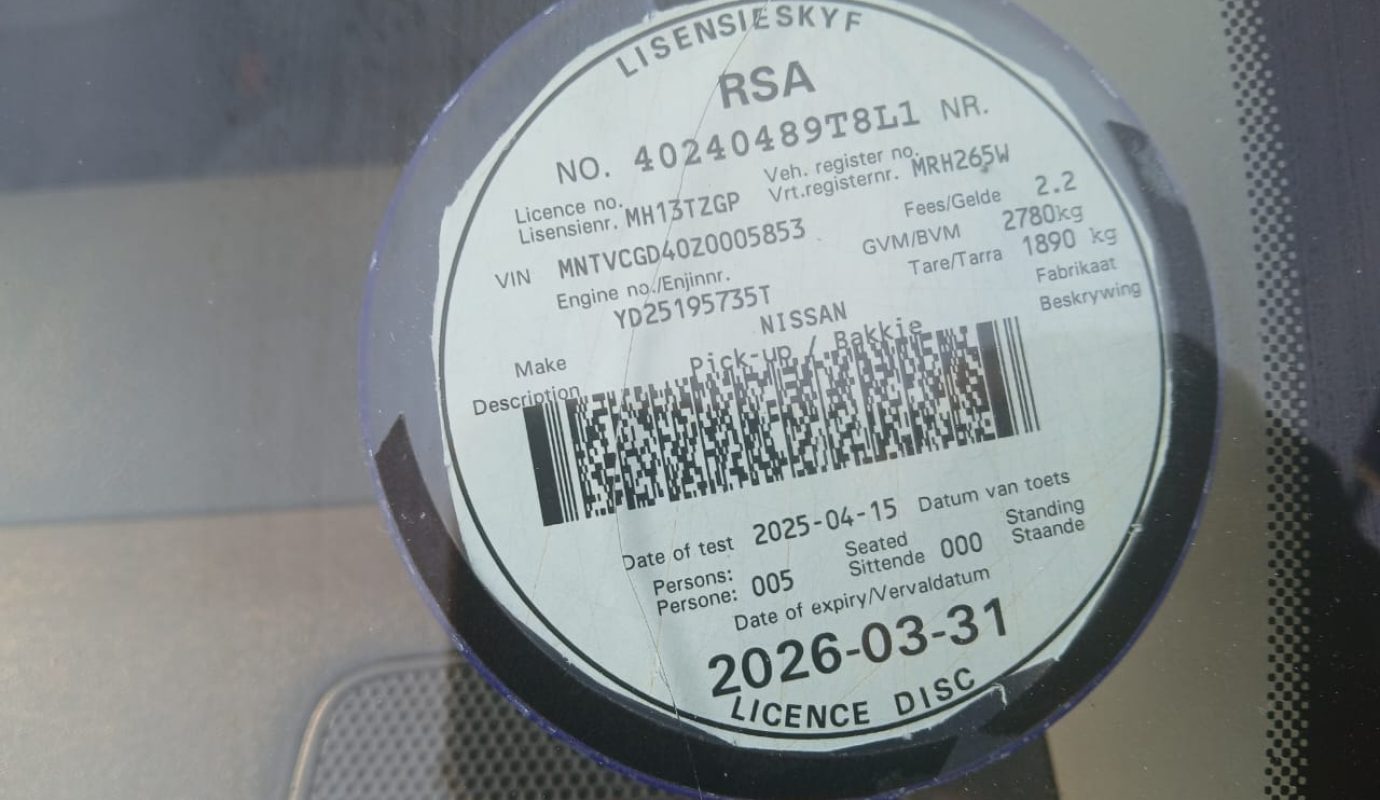 LISENSIESKYF
RSA
NO. 40240489T8L1 NR.
Licence no. Veh. register no.
Lisensienr. MH13TZGP Vrt.registernr. MRH265W
VIN MNTVCGD40Z0005853 Fees/Gelde 2.2
Engine no./Enjinnr. GVM/BVM 2780kg
YD25195735T Tare/Tarra 1890 kg
Make NISSAN Fabrikaat
Description Pick-up / Bakkie Beskrywing
Date of test 2025-04-15 Datum van toets
Persons: Seated Standing
Persone: 005 Sittende 000 Staande
Date of expiry/Vervaldatum
2026-03-31
LICENCE DISC